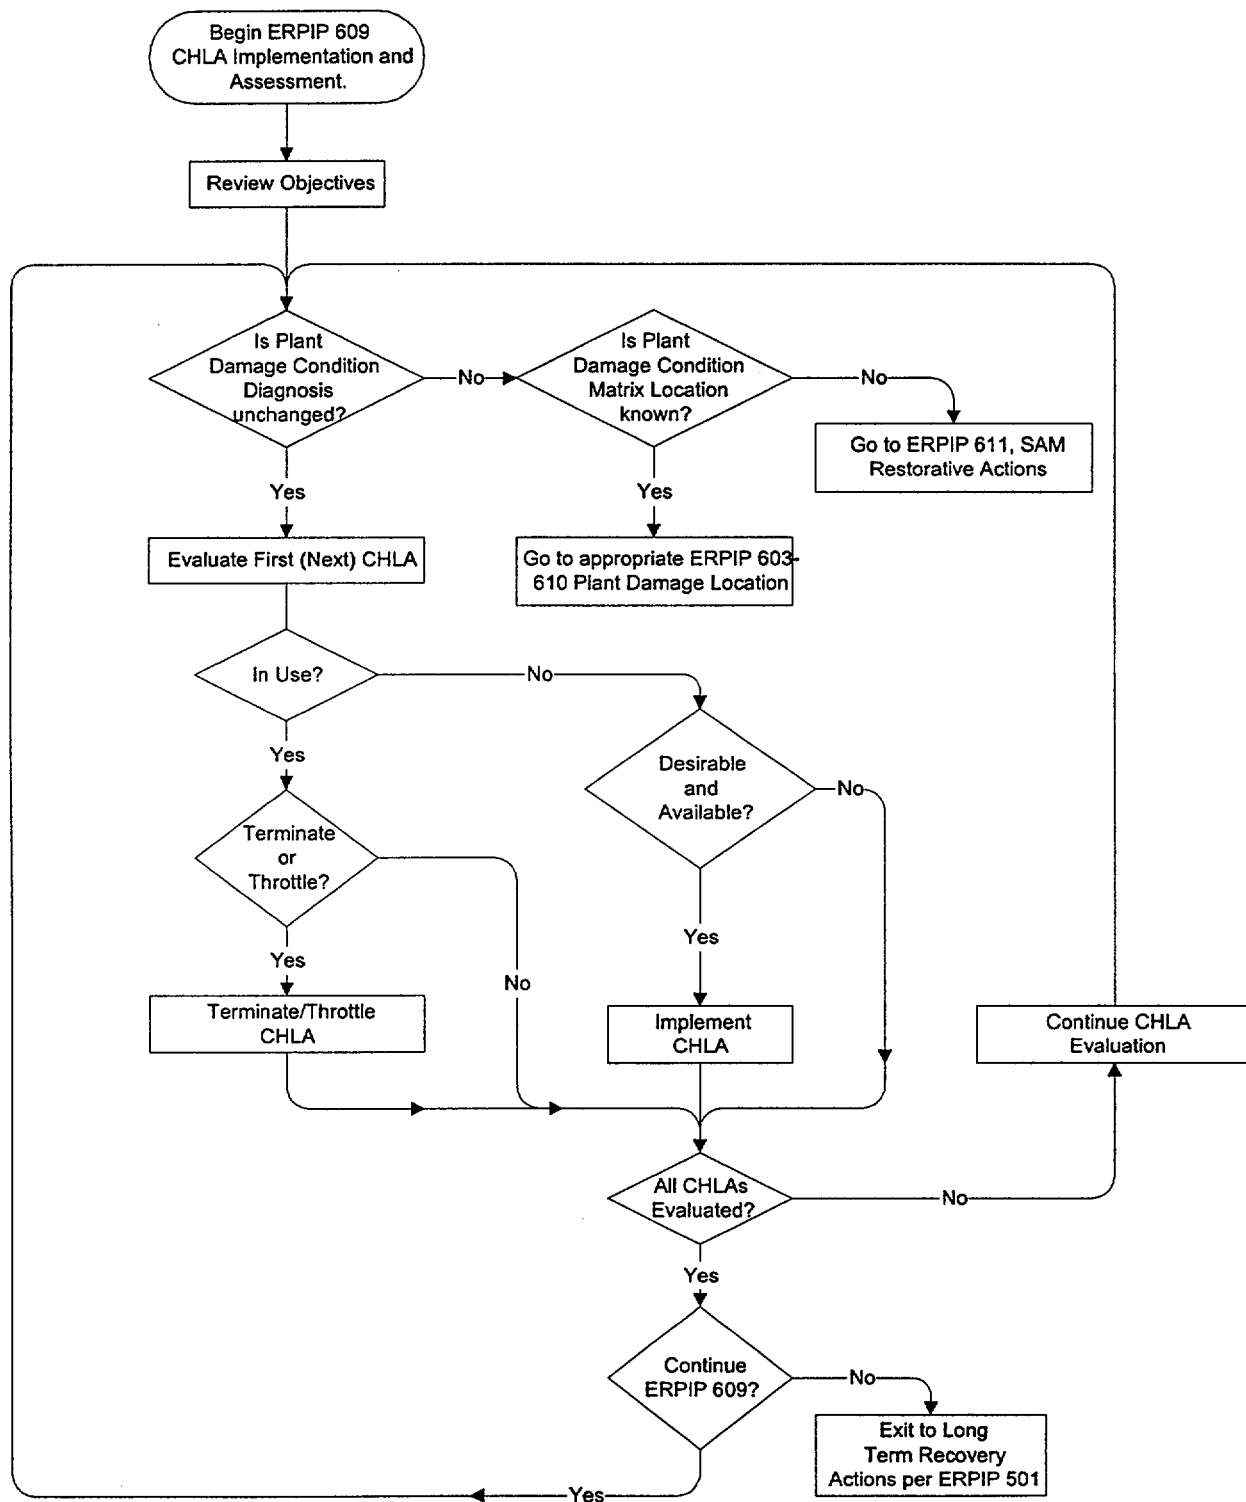 Begin ERPIP 609
CHLA Implementation and
Assessment.
Review Objectives
Is Plant
Damage Condition
Diagnosis
unchanged?
No
Is Plant
Damage Condition
Matrix Location
known?
No
Go to ERPIP 611, SAM
Restorative Actions
Yes
Yes
Evaluate First (Next) CHLA
Go to appropriate ERPIP 603-
610 Plant Damage Location
In Use?
No
Yes
Desirable
and
Available?
No
Terminate
or
Throttle?
Yes
Yes
No
Terminate/Throttle
CHLA
Implement
CHLA
Continue CHLA
Evaluation
All CHLAs
Evaluated?
No
Yes
Continue
ERPIP 609?
No
Exit to Long
Term Recovery
Actions per ERPIP 501
Yes